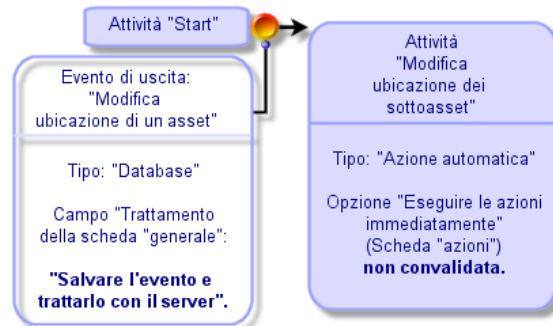 Attività "Start"
Evento di uscita:
"Modifica
ubicazione di un asset"
Tipo: "Database"
Campo "Trattamento
della scheda "generale":
"Salvare l'evento e
trattarlo con il server".
Attività
"Modifica
ubicazione dei
sottoasset"
Tipo: "Azione automatica"
Opzione "Eseguire le azioni
immediatamente"
(Scheda "azioni")
non convalidata.